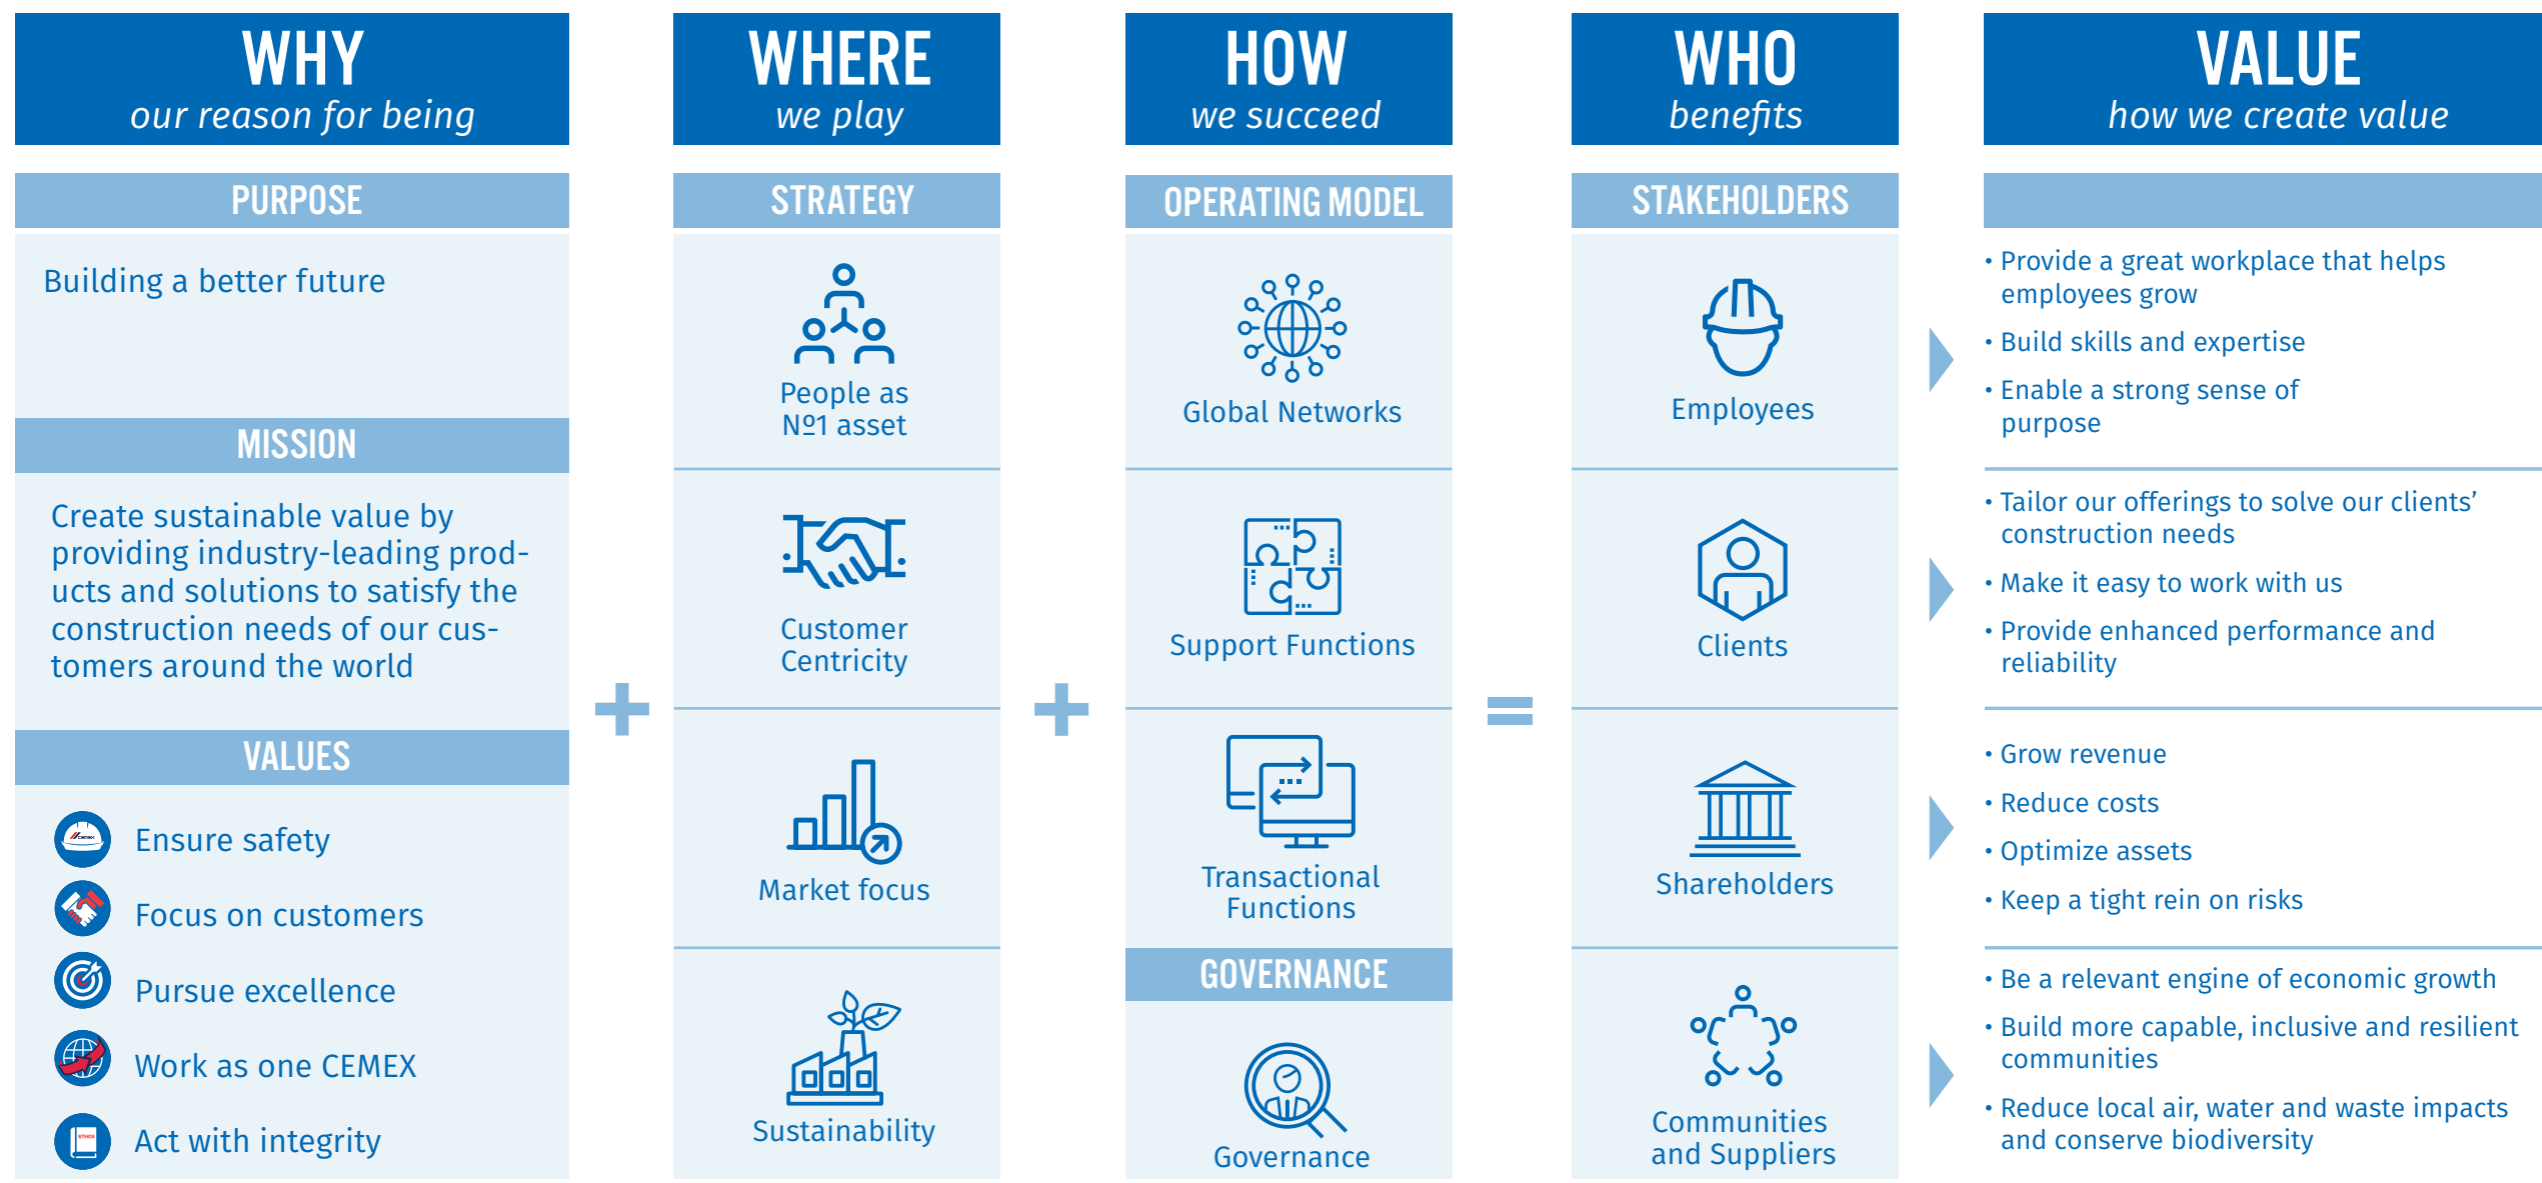 WHY
our reason for being
PURPOSE
Building a better future
MISSION
Create sustainable value by
providing industry-leading prod-
ucts and solutions to satisfy the
construction needs of our cus-
tomers around the world
VALUES
CEMEX
Ensure safety
Focus on customers
Pursue excellence
Work as one CEMEX
ETHOS
Act with integrity
+
WHERE
we play
STRATEGY
People as
Nº1 asset
Customer
Centricity
Market focus
Sustainability
+
HOW
we succeed
OPERATING MODEL
Global Networks
Support Functions
Transactional
Functions
GOVERNANCE
Governance
=
WHO
benefits
STAKEHOLDERS
Employees
Clients
Shareholders
Communities
and Suppliers
VALUE
how we create value
• Provide a great workplace that helps
employees grow
• Build skills and expertise
• Enable a strong sense of
purpose
• Tailor our offerings to solve our clients’
construction needs
• Make it easy to work with us
• Provide enhanced performance and
reliability
• Grow revenue
• Reduce costs
• Optimize assets
• Keep a tight rein on risks
• Be a relevant engine of economic growth
• Build more capable, inclusive and resilient
communities
• Reduce local air, water and waste impacts
and conserve biodiversity